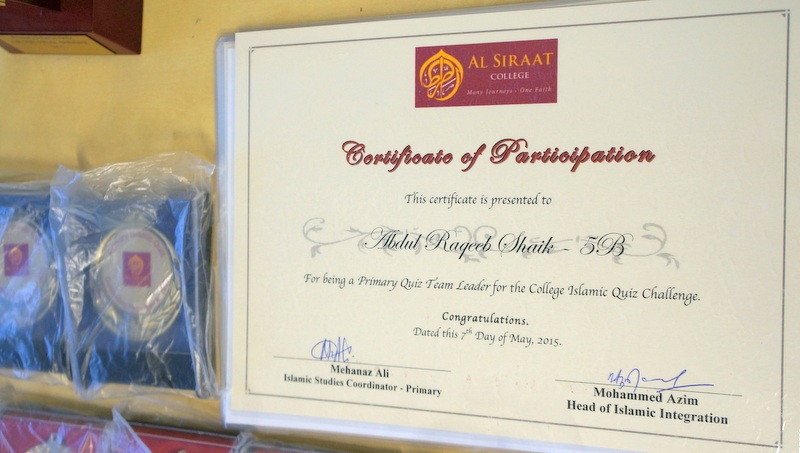 AL SIRAAT
COLLEGE
Many Journeys - One Faith
Certificate of Participation
This certificate is presented to
Abdul Raqeeb Shaik - 5B
For being a Primary Quiz Team Leader for the College Islamic Quiz Challenge.
Congratulations.
Dated this 7th Day of May, 2015.
Mehanaz Ali
Islamic Studies Coordinator - Primary
Mohammed Azim
Head of Islamic Integration